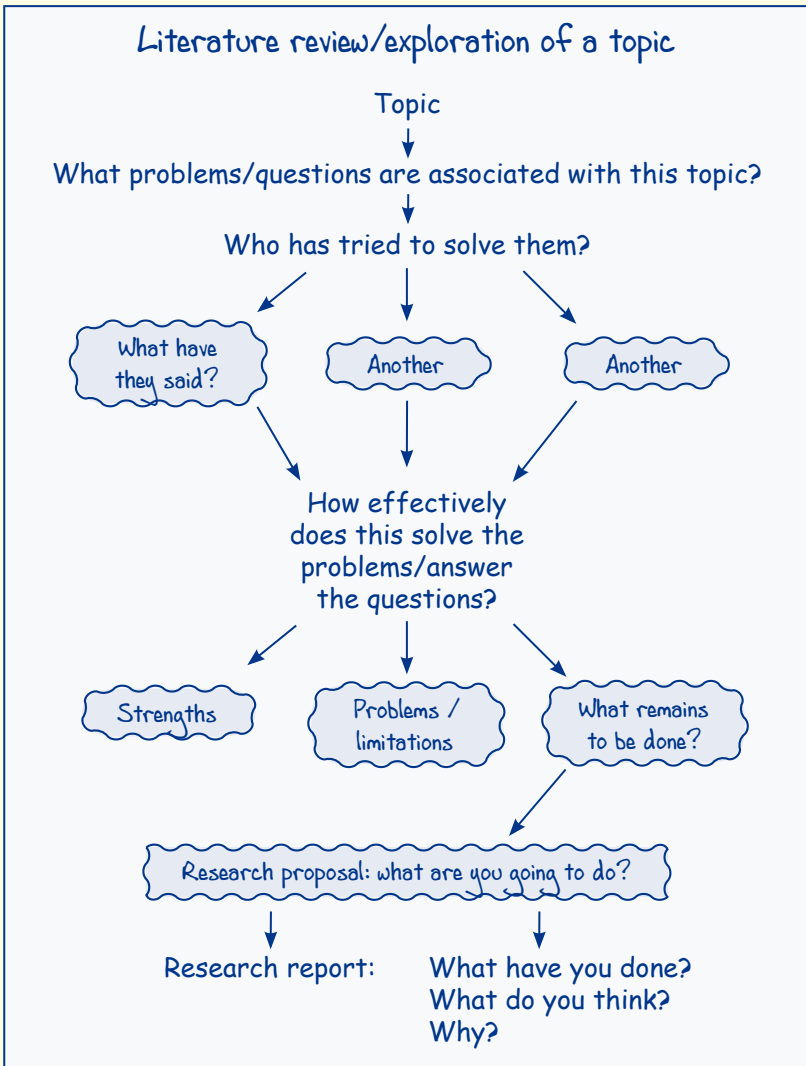 Literature review/exploration of a topic
Topic
What problems/questions are associated with this topic?
Who has tried to solve them?
What have
they said?
Another
Another
How effectively
does this solve the
problems/answer
the questions?
Strengths
Problems /
limitations
What remains
to be done?
Research proposal: what are you going to do?
Research report:
What have you done?
What do you think?
Why?